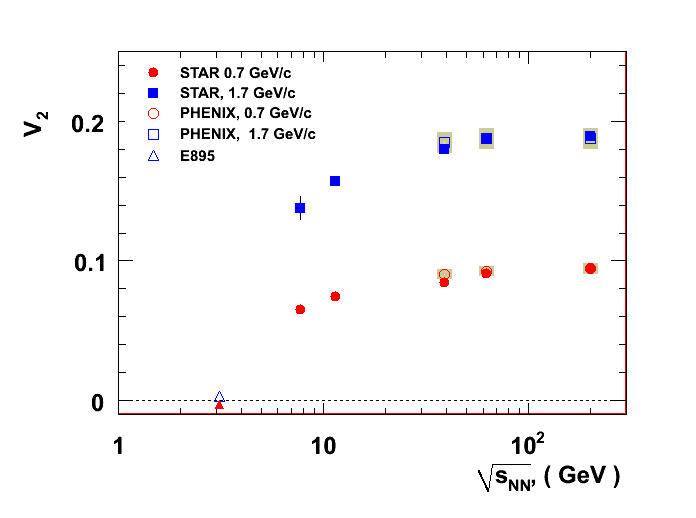 V2
0.2
0.1
0
STAR 0.7 GeV/c
STAR, 1.7 GeV/c
PHENIX, 0.7 GeV/c
PHENIX, 1.7 GeV/c
E895
1 10 10²
√sNN, ( GeV )